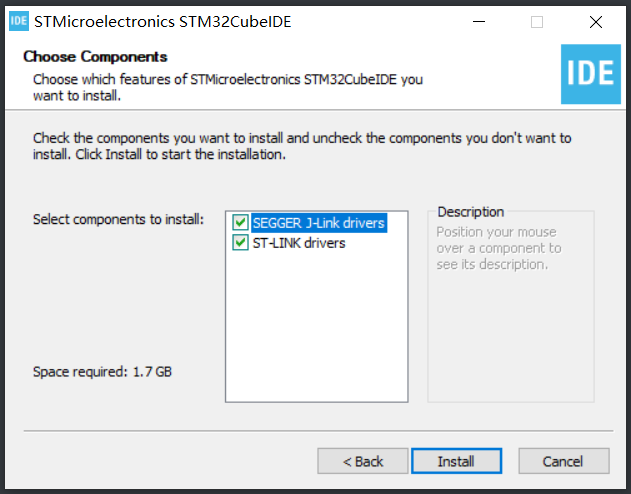 IDE STMicroelectronics STM32CubeIDE
Choose Components
Choose which features of STMicroelectronics STM32CubeIDE you
want to install.
IDE
Check the components you want to install and uncheck the components you don't want to
install. Click Install to start the installation.
Select components to install:
SEGGER J-Link drivers
ST-LINK drivers
Description
Position your mouse
over a component to
see its description.
Space required: 1.7 GB
< Back
Install
Cancel